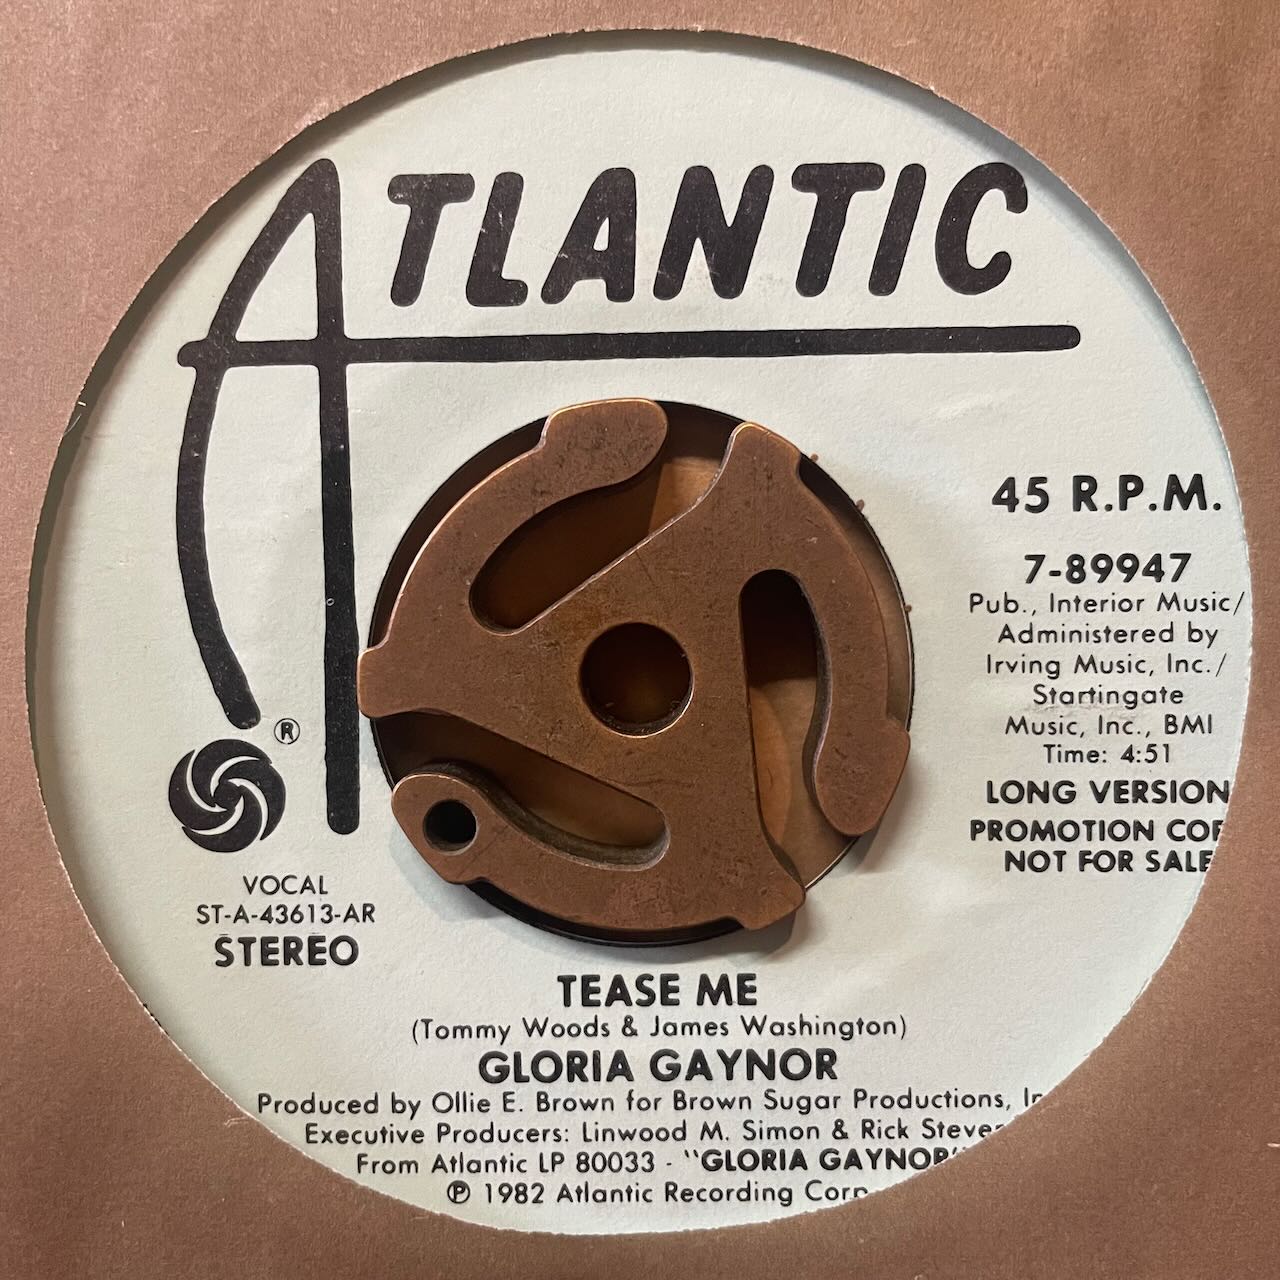 ATLANTIC
45 R.P.M.
7-89947
Pub., Interior Music/
Administered by
Irving Music, Inc./
Startingate
Music, Inc., BMI
Time: 4:51
LONG VERSION
PROMOTION
NOT FOR SALE
®
VOCAL
ST-A-43613-AR
STEREO
TEASE ME
(Tommy Woods & James Washington)
GLORIA GAYNOR
Produced by Ollie E. Brown for Brown Sugar Productions,
Executive Producers: Linwood M. Simon & Rick
From Atlantic LP 80033 - "GLORIA GAYNOR"
℗ 1982 Atlantic Recording Corp